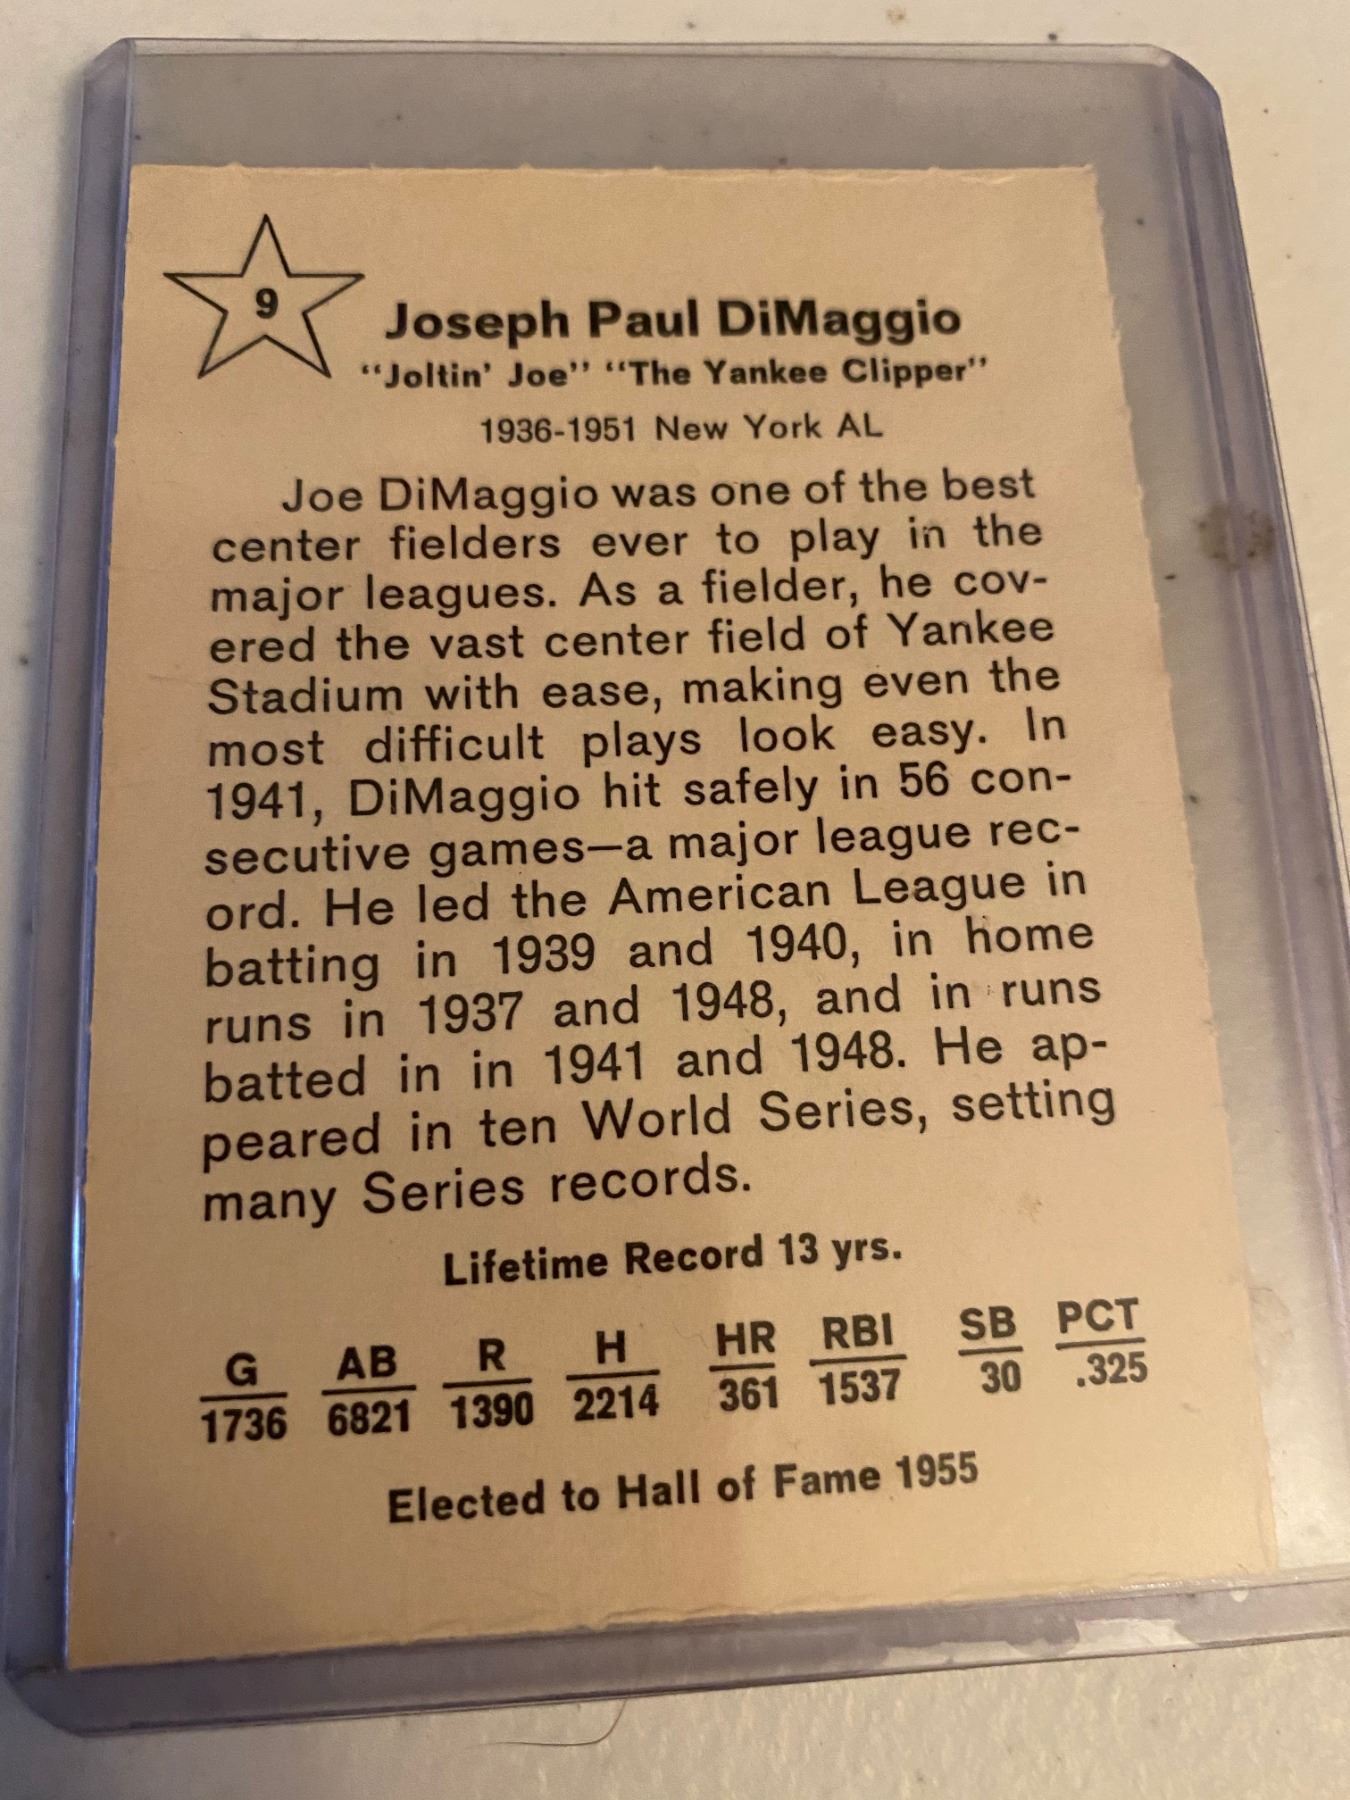 9
Joseph Paul DiMaggio
"Joltin' Joe" "The Yankee Clipper"
1936-1951 New York AL
Joe DiMaggio was one of the best
center fielders ever to play in the
major leagues. As a fielder, he cov-
ered the vast center field of Yankee
Stadium with ease, making even the
most difficult plays look easy. In
1941, DiMaggio hit safely in 56 con-
secutive games—a major league rec-
ord. He led the American League in
batting in 1939 and 1940, in home
runs in 1937 and 1948, and in runs
batted in in 1941 and 1948. He ap-
peared in ten World Series, setting
many Series records.
Lifetime Record 13 yrs.
G AB R H HR RBI SB PCT
1736 6821 1390 2214 361 1537 30 .325
Elected to Hall of Fame 1955